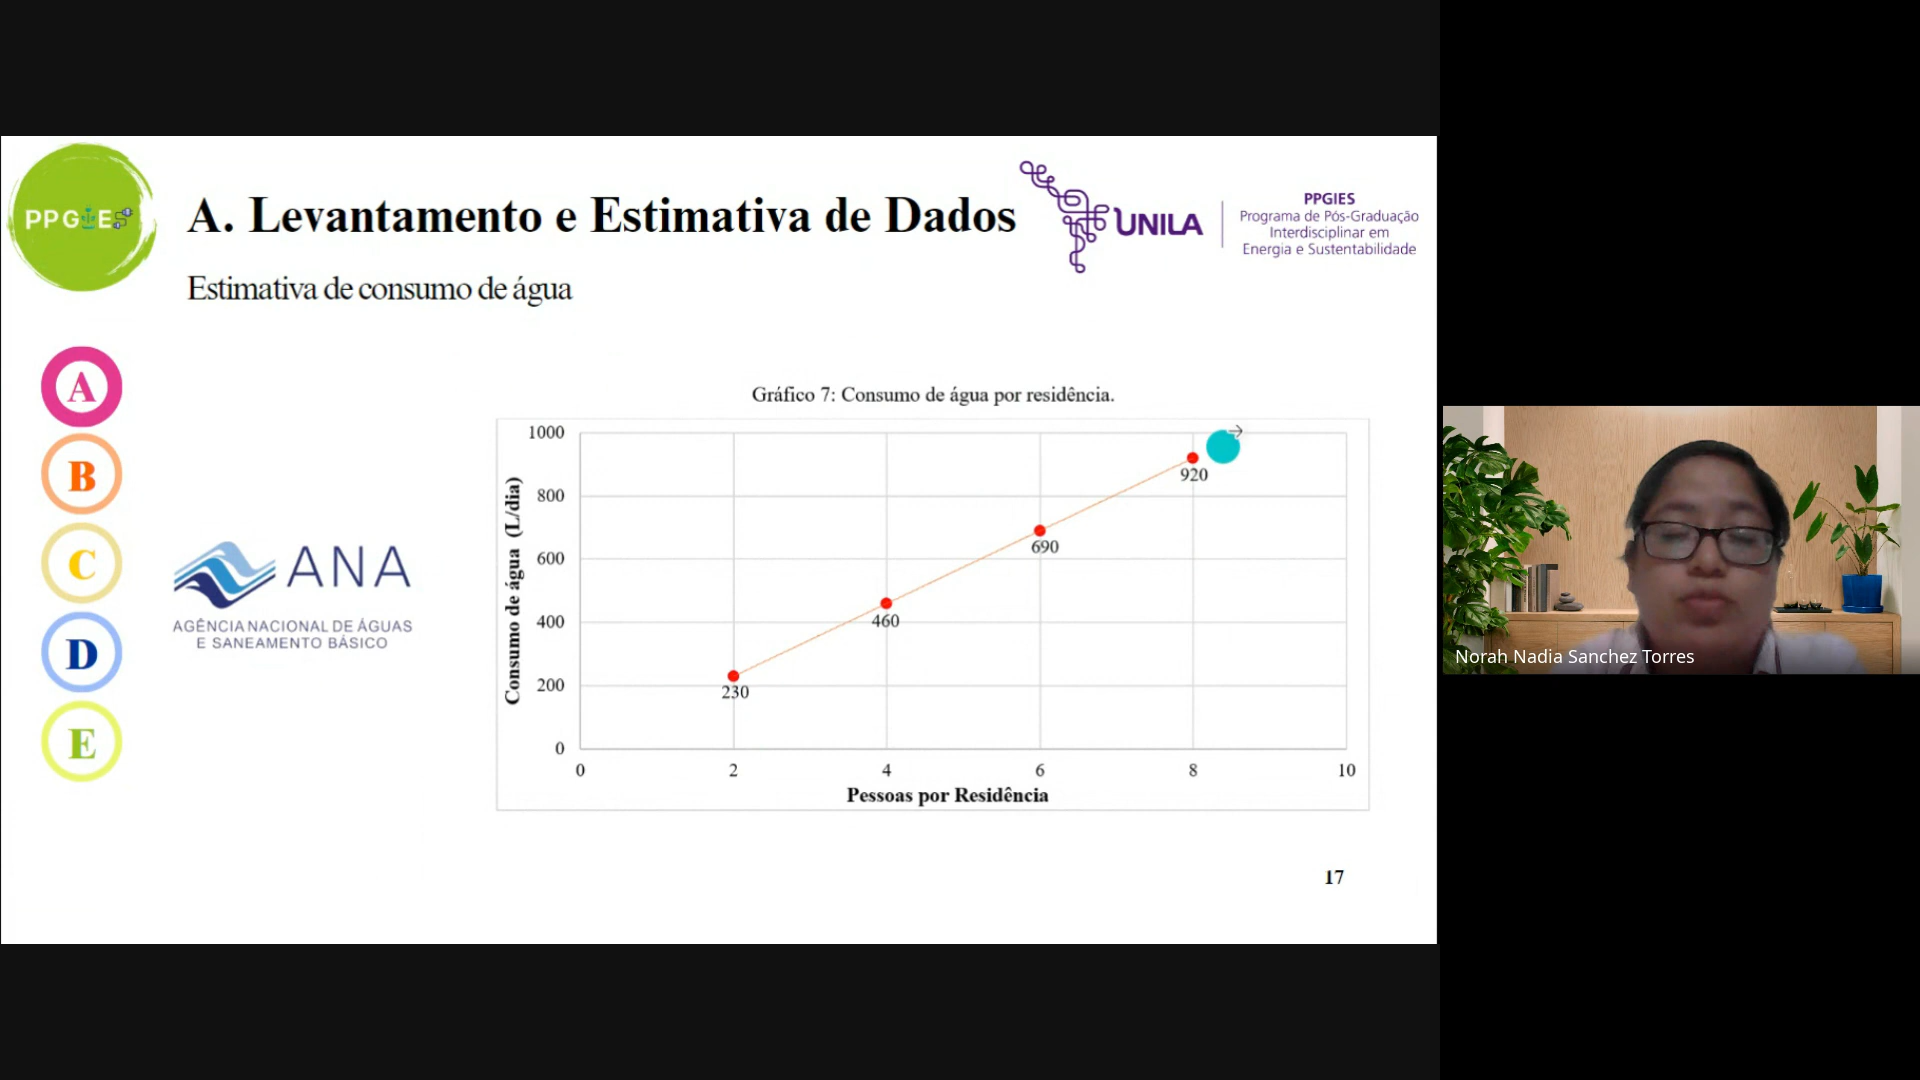 PPGIES
A. Levantamento e Estimativa de Dados
UNILA
PPGIES
Programa de Pós-Graduação
Interdisciplinar em
Energia e Sustentabilidade
Estimativa de consumo de água
A
B
C
D
E
ANA
AGÊNCIA NACIONAL DE ÁGUAS
E SANEAMENTO BÁSICO
Gráfico 7: Consumo de água por residência.
Consumo de água (L/dia)
1000
800
600
400
200
0
920
690
460
230
0 2 4 6 8 10
Pessoas por Residência
17
Norah Nadia Sanchez Torres